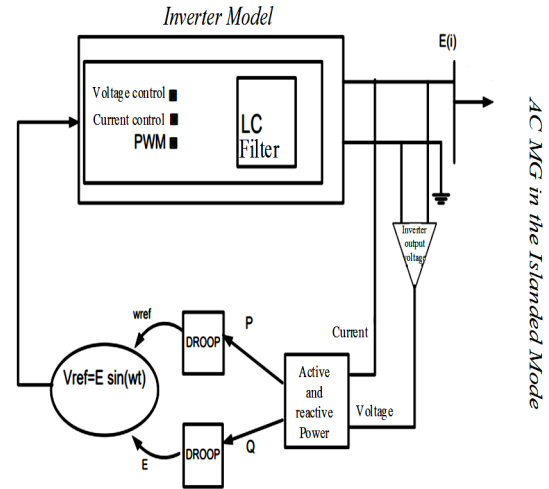 Inverter Model
E(i)
Voltage control
Current control
PWM
LC
Filter
AC MG in the Islanded Mode
Inverter
output
voltage
wref
P
Current
DROOP
Active
and
reactive
Power
Vref=E sin(wt)
Voltage
DROOP
Q
E